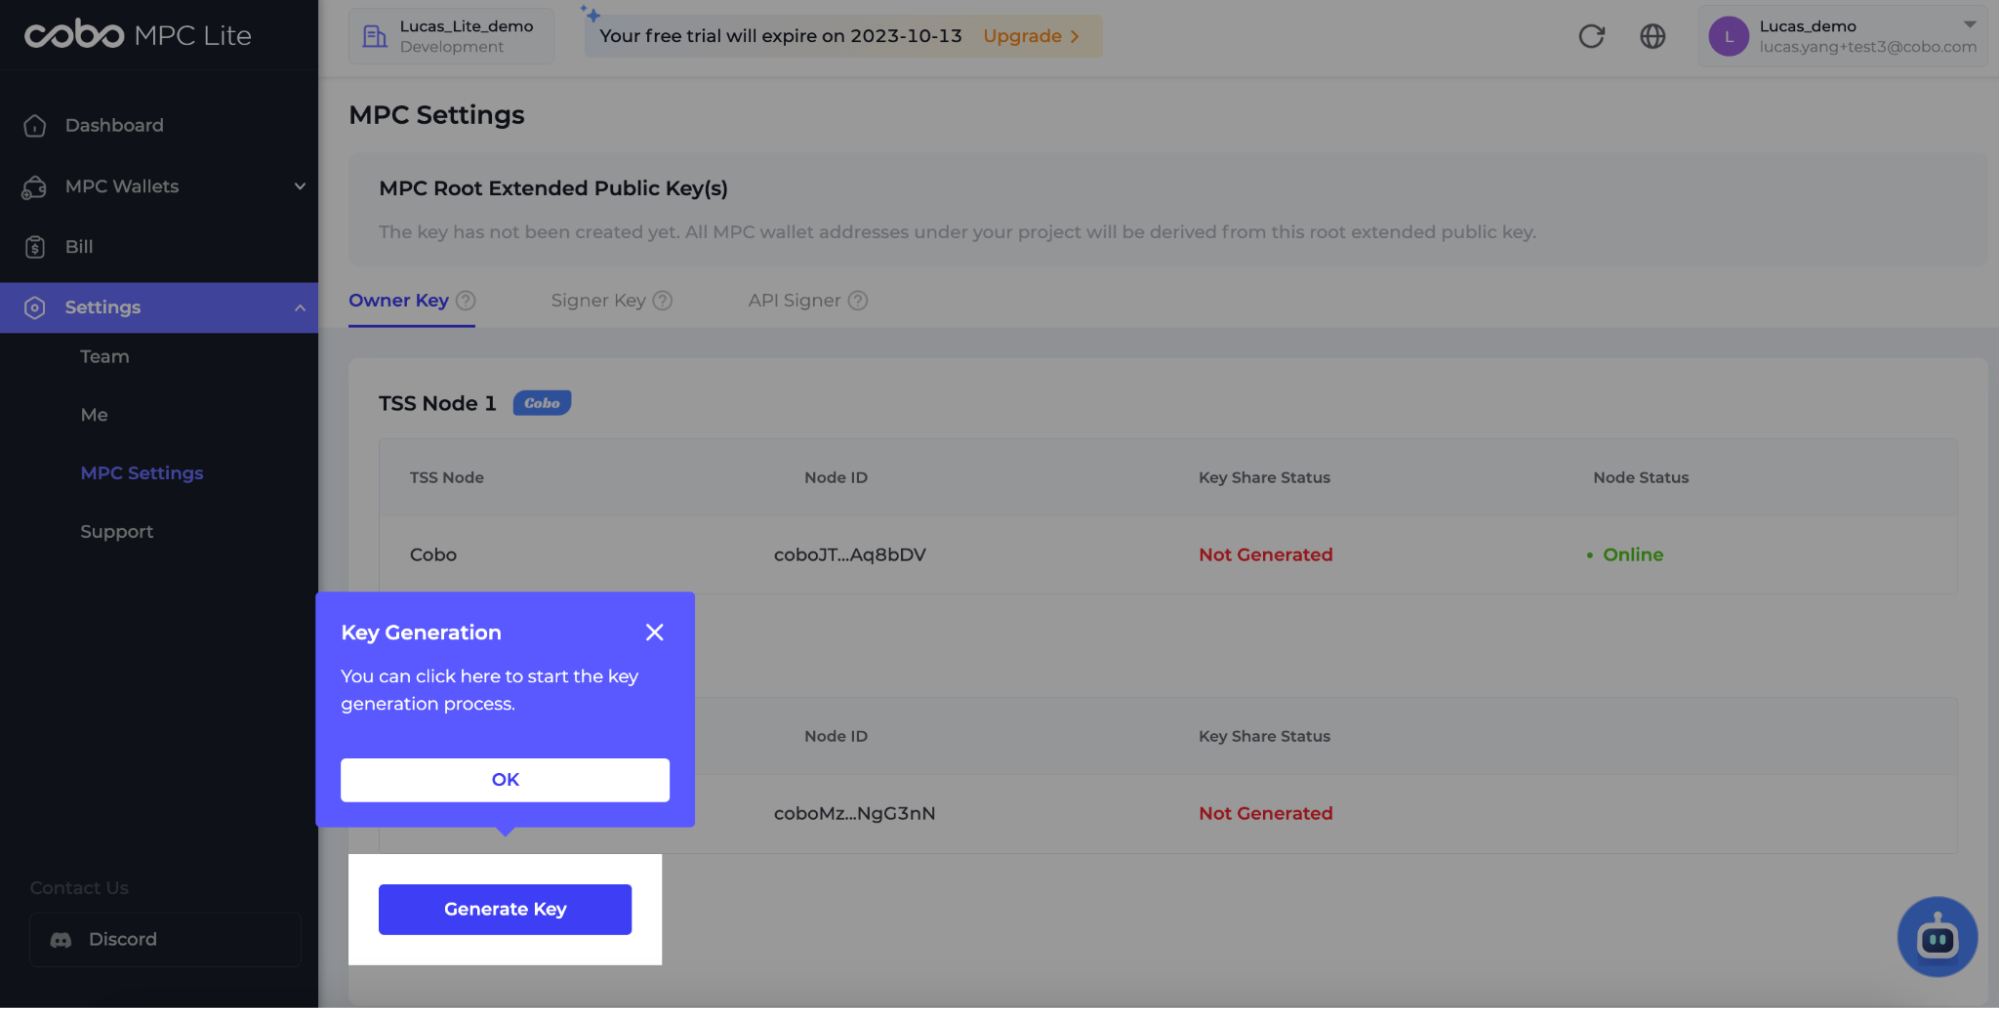 cobo MPC Lite
Lucas_Lite_demo
Development
Your free trial will expire on 2023-10-13 Upgrade
L
Lucas_demo
lucas.yang+test3@cobo.com
Dashboard
MPC Wallets
Bill
Settings
Team
Me
MPC Settings
Support
Contact Us
Discord
MPC Settings
MPC Root Extended Public Key(s)
The key has not been created yet. All MPC wallet addresses under your project will be derived from this root extended public key.
Owner Key ? Signer Key ? API Signer ?
TSS Node 1 Cobo
TSS Node Node ID Key Share Status Node Status
Cobo coboJT...Aq8bDV Not Generated Online
Key Generation
You can click here to start the key
generation process.
OK
Node ID Key Share Status
coboMz...NgG3nN Not Generated
Generate Key